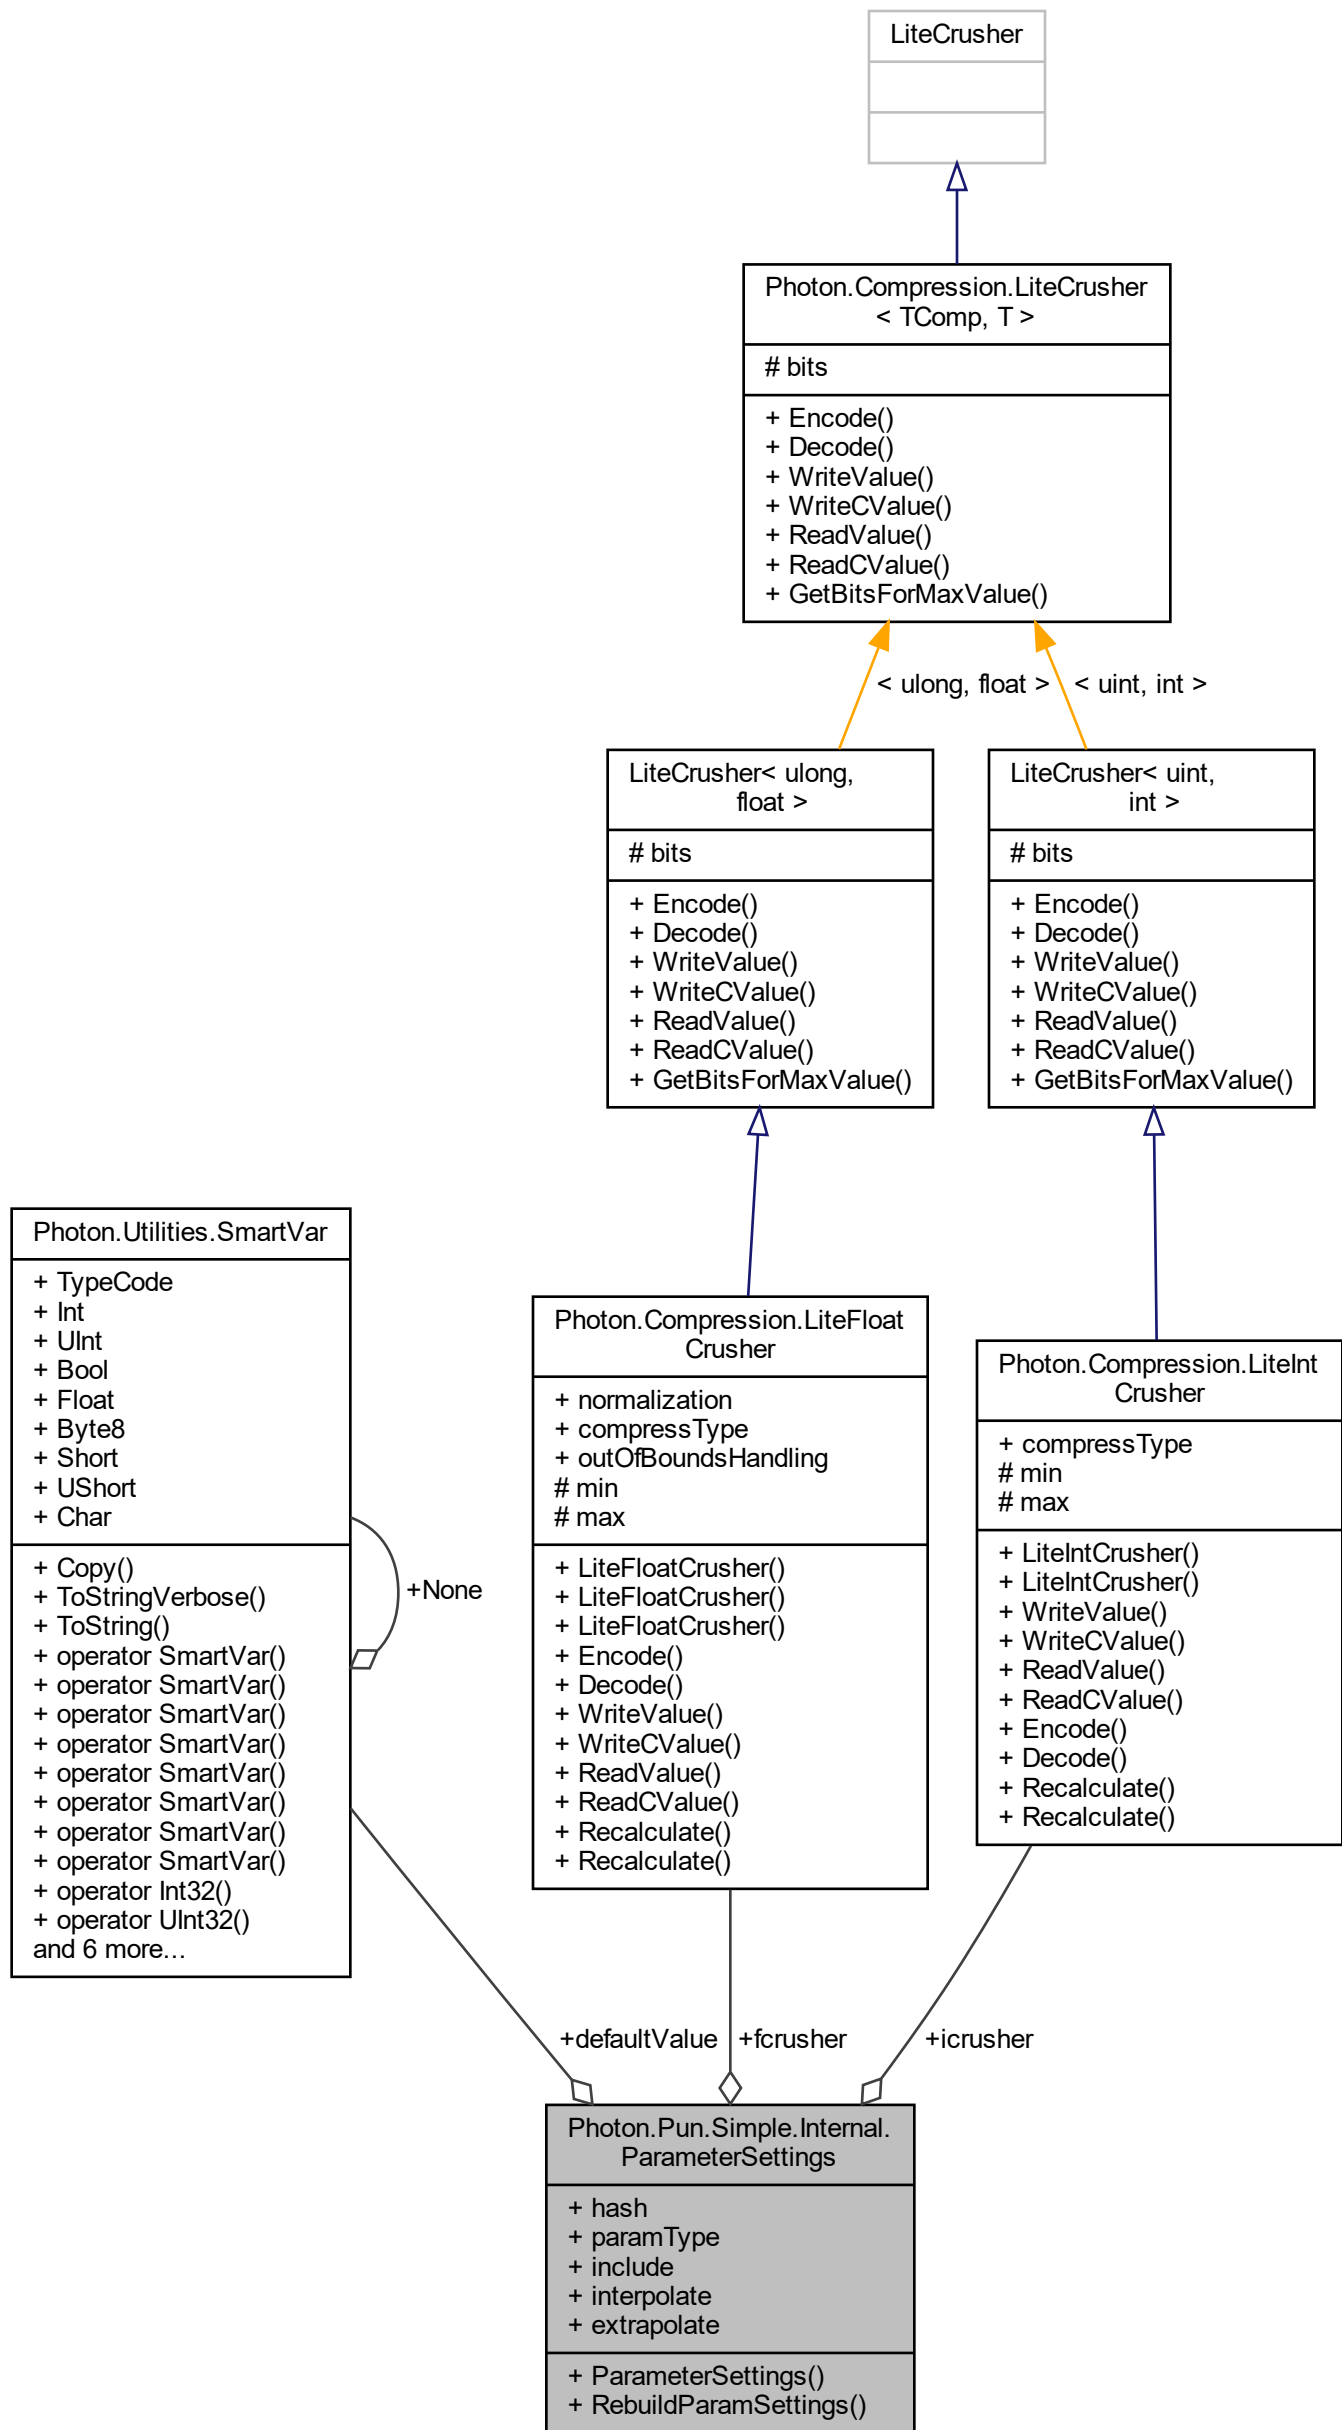 LiteCrusher
Photon.Compression.LiteCrusher
< TComp, T >
# bits
+ Encode()
+ Decode()
+ WriteValue()
+ WriteCValue()
+ ReadValue()
+ ReadCValue()
+ GetBitsForMaxValue()
< ulong, float >
< uint, int >
LiteCrusher< ulong,
float >
# bits
+ Encode()
+ Decode()
+ WriteValue()
+ WriteCValue()
+ ReadValue()
+ ReadCValue()
+ GetBitsForMaxValue()
LiteCrusher< uint,
int >
# bits
+ Encode()
+ Decode()
+ WriteValue()
+ WriteCValue()
+ ReadValue()
+ ReadCValue()
+ GetBitsForMaxValue()
Photon.Utilities.SmartVar
+ TypeCode
+ Int
+ UInt
+ Bool
+ Float
+ Byte8
+ Short
+ UShort
+ Char
+ Copy()
+ ToStringVerbose()
+ ToString()
+ operator SmartVar()
+ operator SmartVar()
+ operator SmartVar()
+ operator SmartVar()
+ operator SmartVar()
+ operator SmartVar()
+ operator SmartVar()
+ operator SmartVar()
+ operator Int32()
+ operator UInt32()
and 6 more...
+None
Photon.Compression.LiteFloat
Crusher
+ normalization
+ compressType
+ outOfBoundsHandling
# min
# max
+ LiteFloatCrusher()
+ LiteFloatCrusher()
+ LiteFloatCrusher()
+ Encode()
+ Decode()
+ WriteValue()
+ WriteCValue()
+ ReadValue()
+ ReadCValue()
+ Recalculate()
+ Recalculate()
Photon.Compression.LiteInt
Crusher
+ compressType
# min
# max
+ LiteIntCrusher()
+ LiteIntCrusher()
+ WriteValue()
+ WriteCValue()
+ ReadValue()
+ ReadCValue()
+ Encode()
+ Decode()
+ Recalculate()
+ Recalculate()
+defaultValue
+fcrusher
+icrusher
Photon.Pun.Simple.Internal.
ParameterSettings
+ hash
+ paramType
+ include
+ interpolate
+ extrapolate
+ ParameterSettings()
+ RebuildParamSettings()